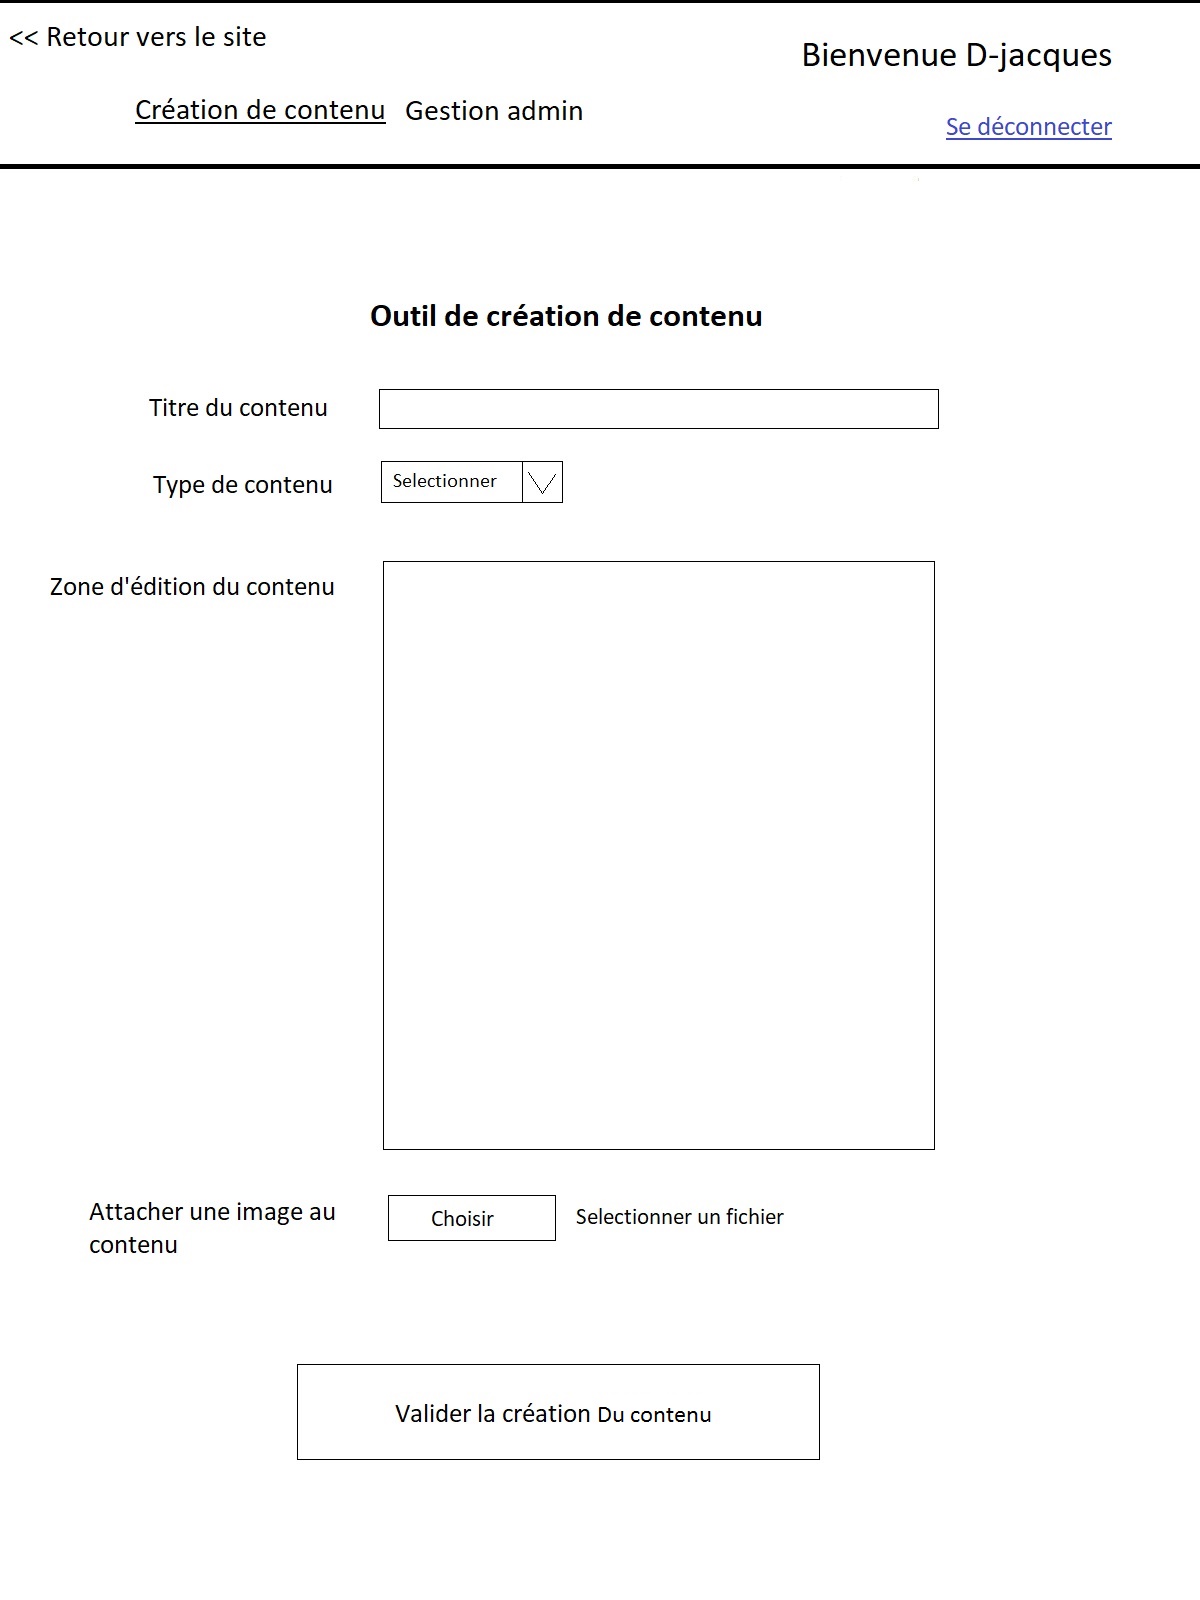 << Retour vers le site
Bienvenue D-jacques
Création de contenu Gestion admin
Se déconnecter
Outil de création de contenu
Titre du contenu
Type de contenu
Selectionner
Zone d'édition du contenu
Attacher une image au
contenu
Choisir
Selectionner un fichier
Valider la création Du contenu